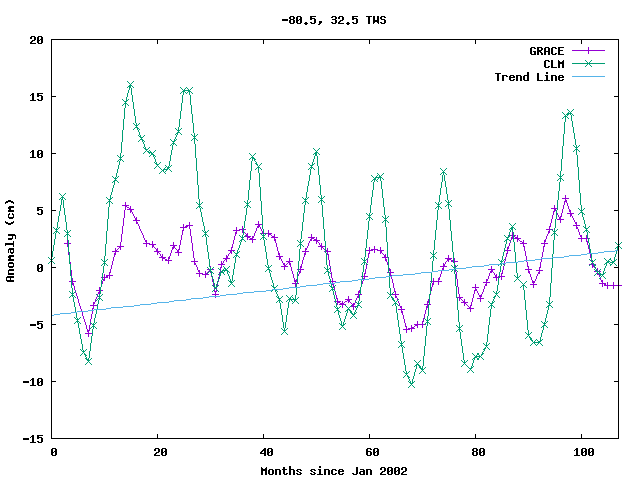 -80.5, 32.5 TWS
GRACE
CLM
Trend Line
20
15
10
5
0
-5
-10
-15
Anomaly (cm)
0 20 40 60 80 100
Months since Jan 2002